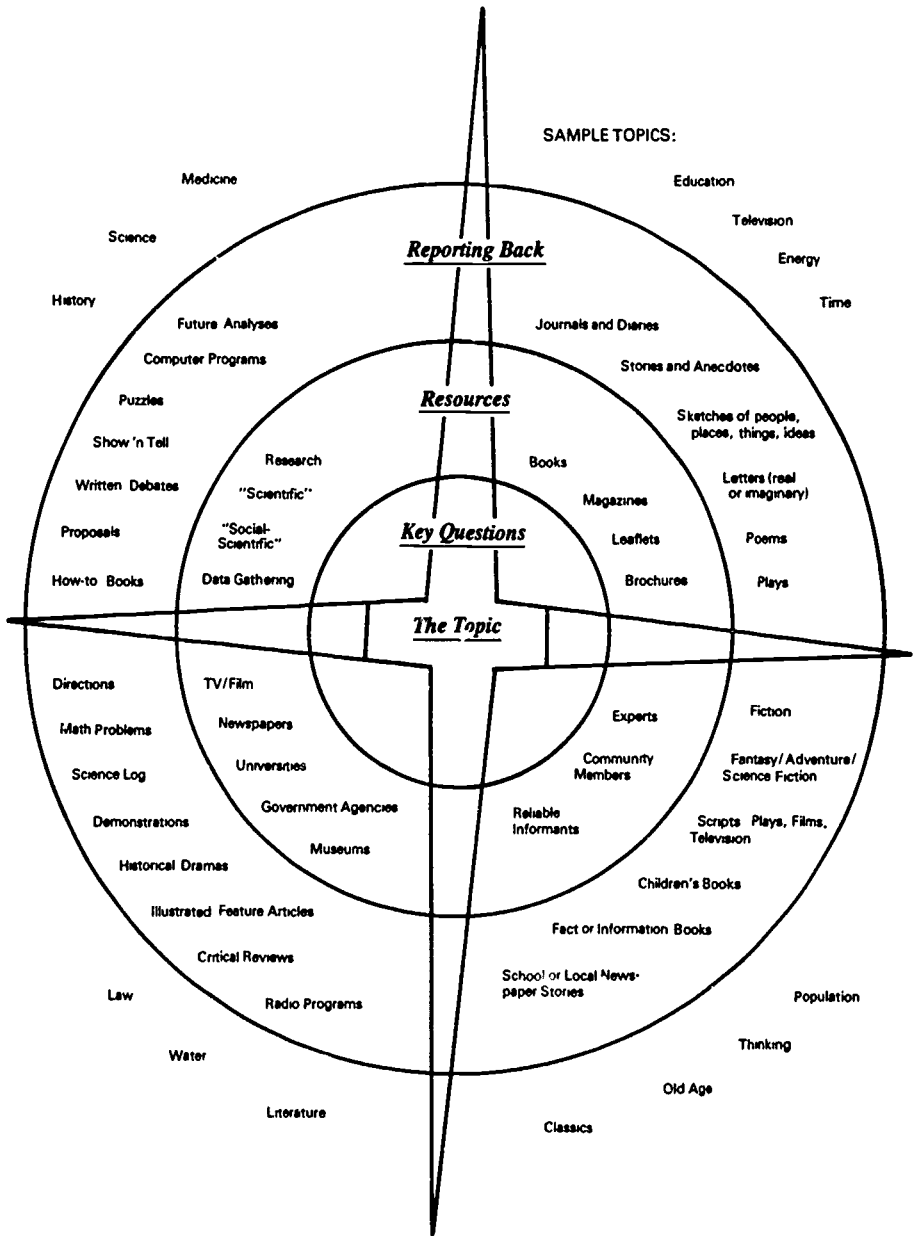 SAMPLE TOPICS:
Medicine
Education
Science
Television
Energy
History
Time
Reporting Back
Future Analyses
Journals and Diaries
Computer Programs
Stories and Anecdotes
Puzzles
Resources
Sketches of people,
places, things, ideas
Show 'n Tell
Research
Books
Written Debates
"Scientific"
Magazines
Letters (real
or imaginary)
Proposals
"Social-
Scientific"
Key Questions
Leaflets
Poems
How-to Books
Data Gathering
Brochures
Plays
The Topic
Directions
TV/Film
Experts
Fiction
Math Problems
Newspapers
Science Log
Universities
Community
Members
Fantasy/Adventure/
Science Fiction
Demonstrations
Government Agencies
Reliable
Informants
Scripts Plays, Films,
Television
Historical Dramas
Museums
Children's Books
Illustrated Feature Articles
Fact or Information Books
Critical Reviews
School or Local News-
paper Stories
Law
Radio Programs
Population
Water
Thinking
Old Age
Literature
Classics